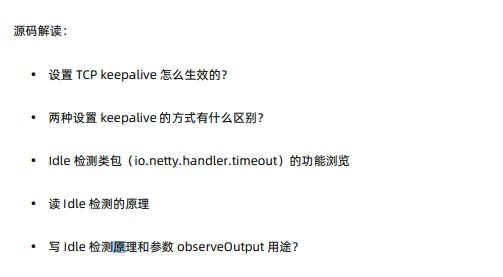 源码解读：
• 设置 TCP keepalive 怎么生效的？
• 两种设置 keepalive 的方式有什么区别？
• Idle 检测类包（io.netty.handler.timeout）的功能浏览
• 读 Idle 检测的原理
• 写 Idle 检测原理和参数 observeOutput 用途？